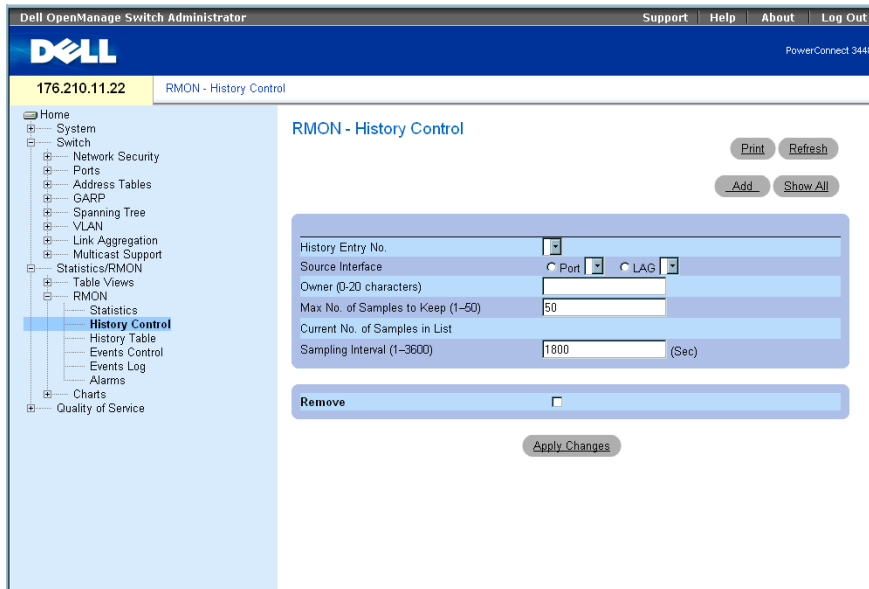 Dell OpenManage Switch Administrator
Support Help About Log Out
DELL
PowerConnect 3448
176.210.11.22
RMON - History Control
Home
System
Switch
Network Security
Ports
Address Tables
GARP
Spanning Tree
VLAN
Link Aggregation
Multicast Support
Statistics/RMON
Table Views
RMON
Statistics
History Control
History Table
Events Control
Events Log
Alarms
Charts
Quality of Service
RMON - History Control
Print Refresh
Add Show All
History Entry No.
Source Interface Port LAG
Owner (0-20 characters)
Max No. of Samples to Keep (1–50) 50
Current No. of Samples in List
Sampling Interval (1–3600) 1800 (Sec)
Remove
Apply Changes